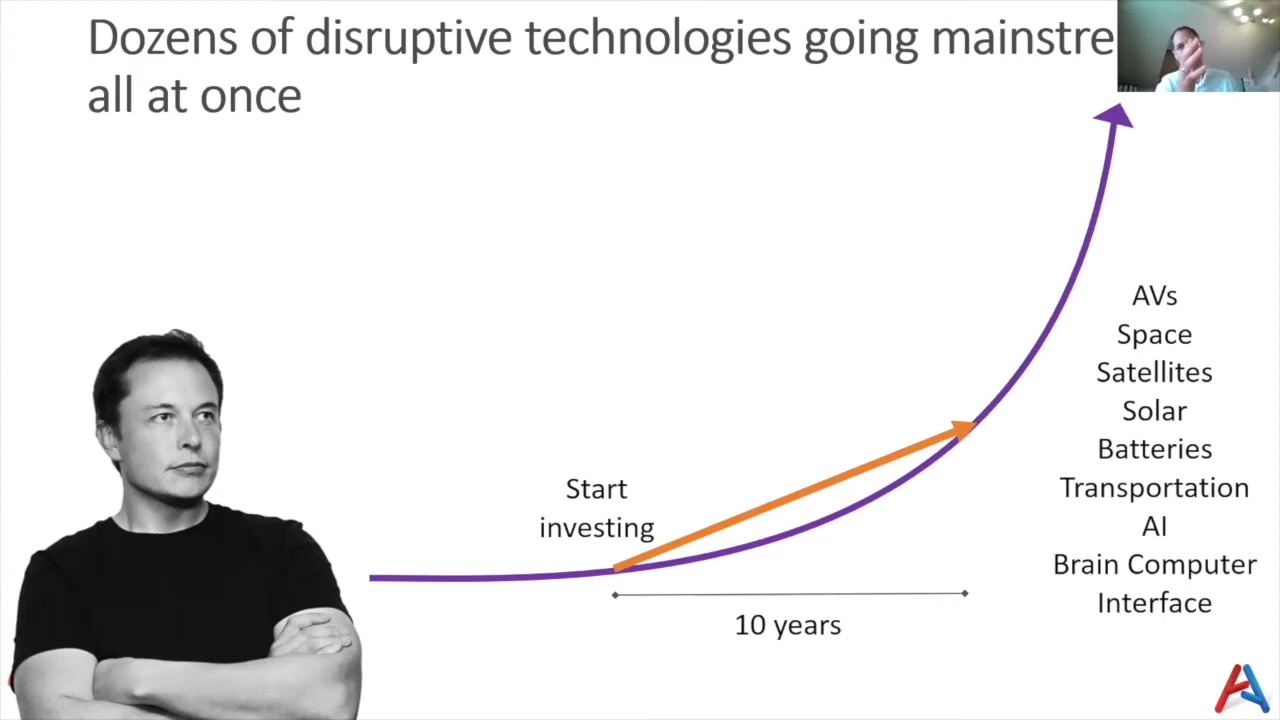 Dozens of disruptive technologies going mainstre
all at once
AVs
Space
Satellites
Solar
Batteries
Transportation
AI
Brain Computer
Interface
Start
investing
10 years